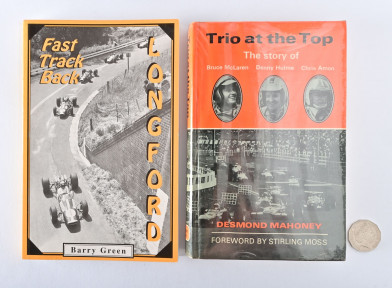 Fast
Track
Back
LONGFORD
Barry Green
Trio at the Top
The story of
Bruce McLaren Denny Hulme Chris Amon
DESMOND MAHONEY
FOREWORD BY STIRLING MOSS